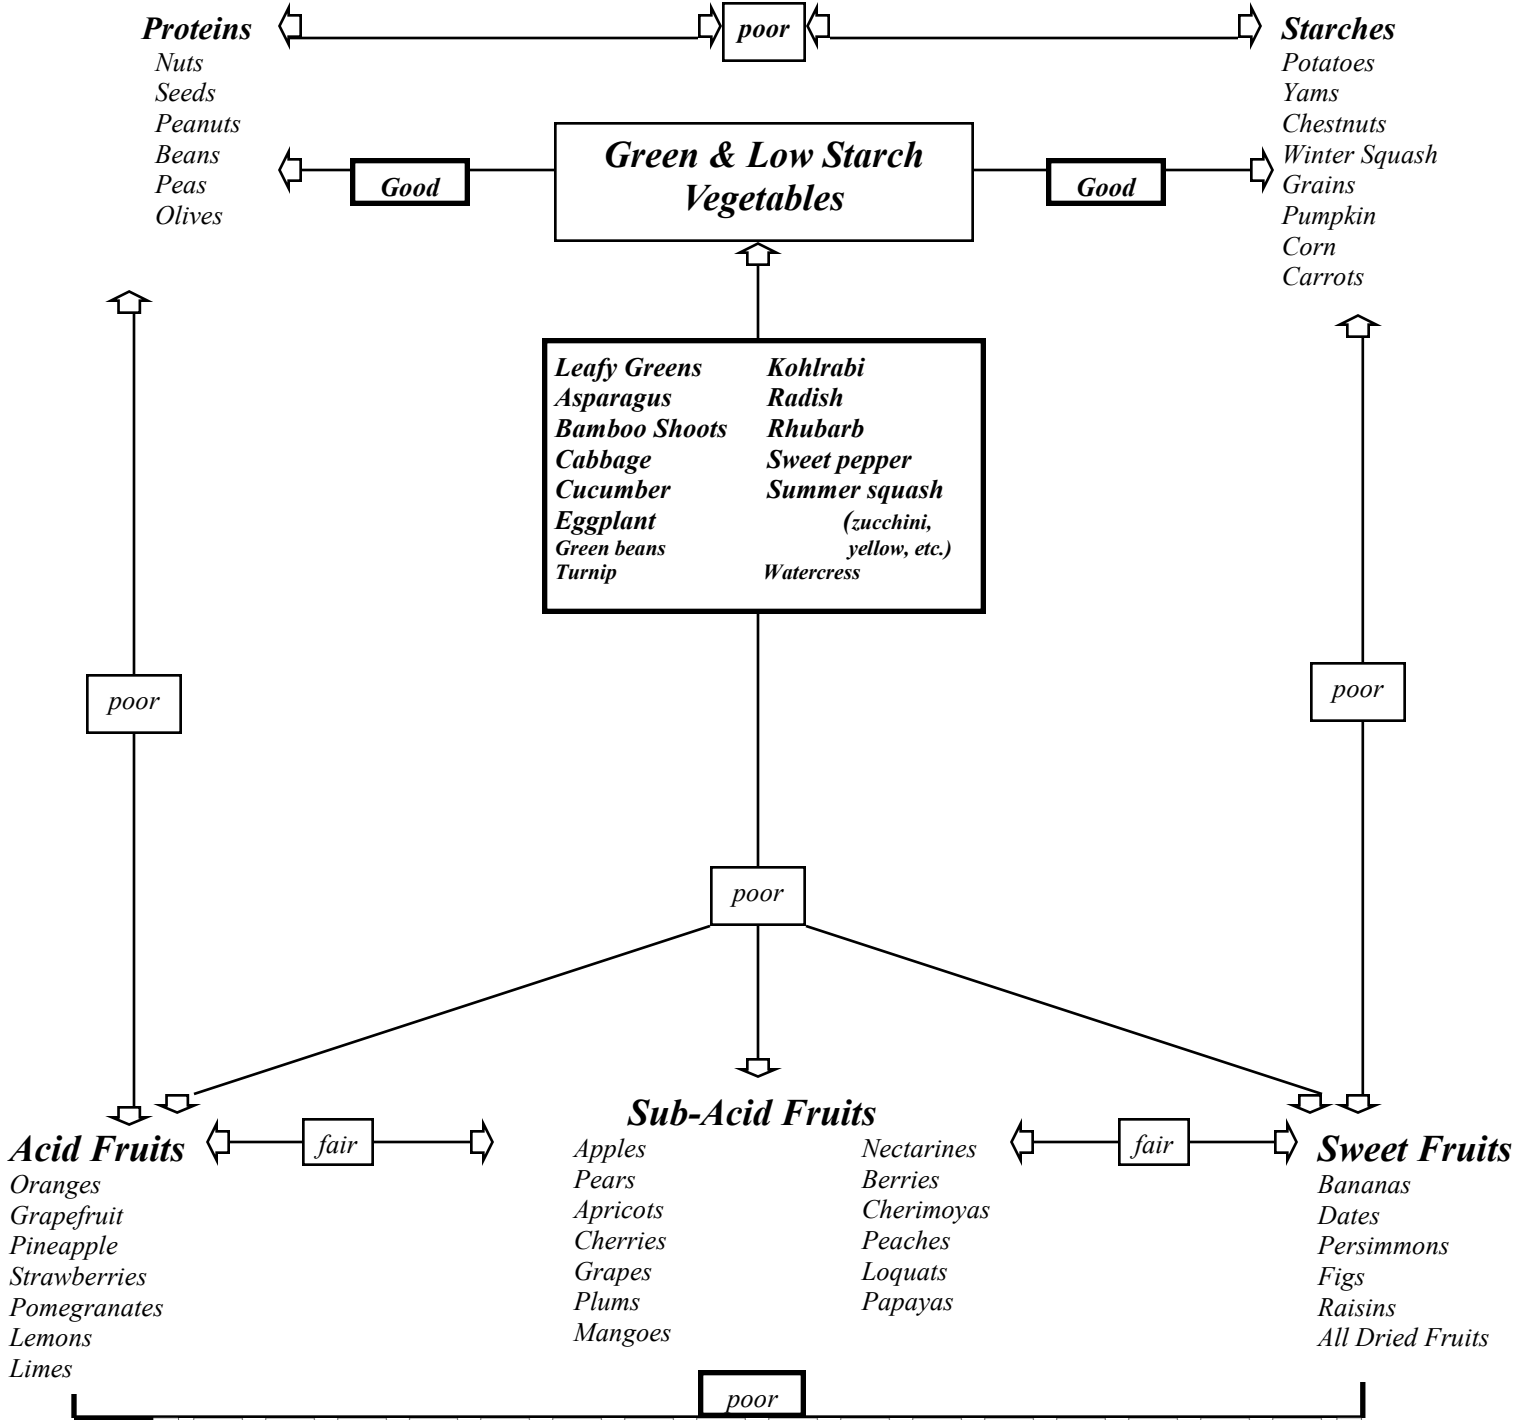 Proteins
poor
Starches
Nuts
Seeds
Peanuts
Beans
Peas
Olives
Potatoes
Yams
Chestnuts
Winter Squash
Grains
Pumpkin
Corn
Carrots
Good
Green & Low Starch
Vegetables
Good
Leafy Greens
Asparagus
Bamboo Shoots
Cabbage
Cucumber
Eggplant
Green beans
Turnip
Kohlrabi
Radish
Rhubarb
Sweet pepper
Summer squash
(zucchini,
yellow, etc.)
Watercress
poor
poor
poor
Acid Fruits
Oranges
Grapefruit
Pineapple
Strawberries
Pomegranates
Lemons
Limes
fair
Sub-Acid Fruits
Apples
Pears
Apricots
Cherries
Grapes
Plums
Mangoes
Nectarines
Berries
Cherimoyas
Peaches
Loquats
Papayas
fair
Sweet Fruits
Bananas
Dates
Persimmons
Figs
Raisins
All Dried Fruits
poor